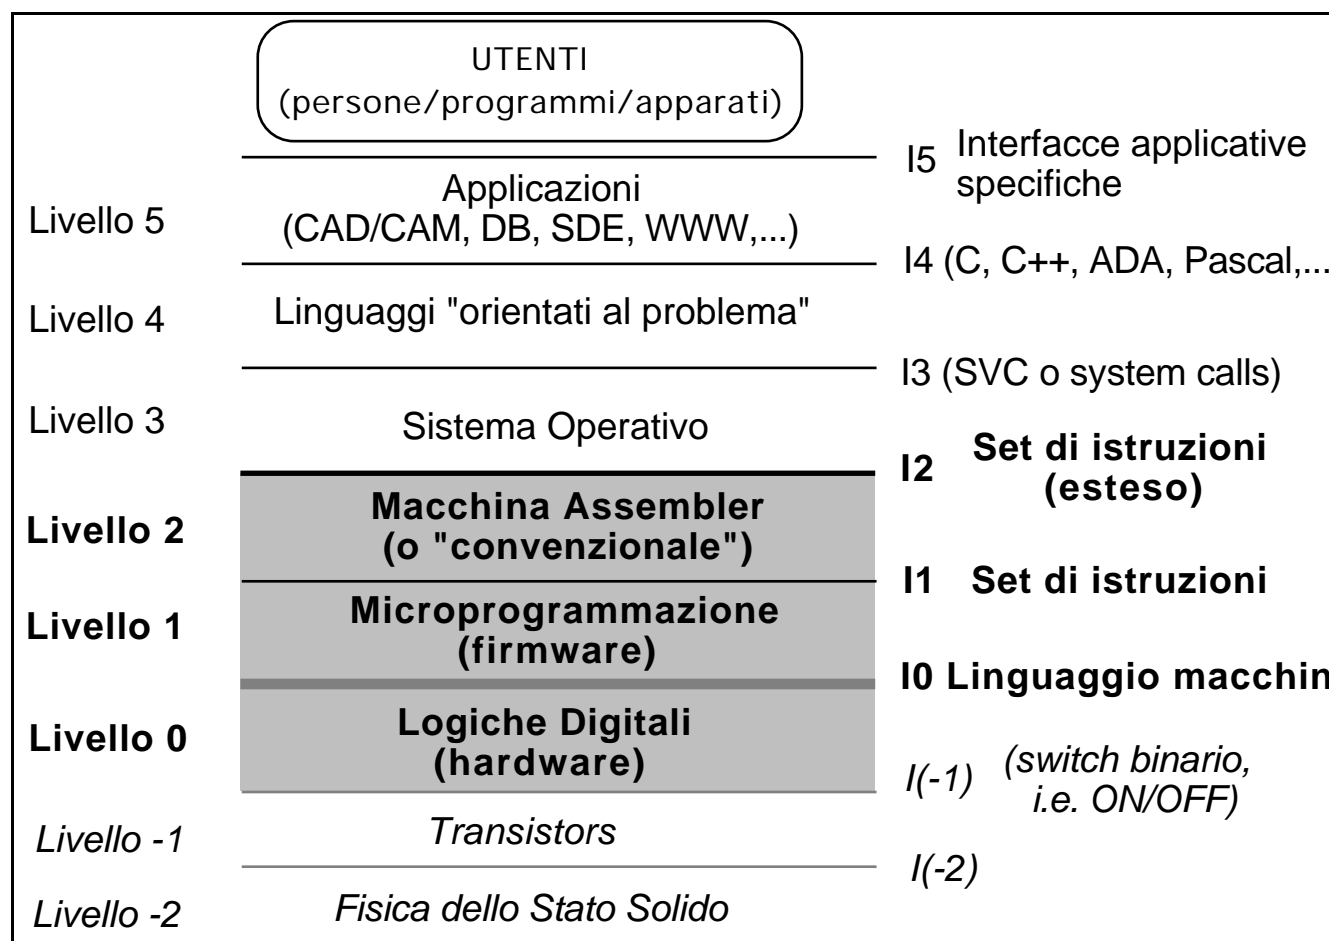 UTENTI
(persone/programmi/apparati)
I5 Interfacce applicative
specifiche
Livello 5
Applicazioni
(CAD/CAM, DB, SDE, WWW,...)
I4 (C, C++, ADA, Pascal,...
Livello 4
Linguaggi "orientati al problema"
I3 (SVC o system calls)
Livello 3
Sistema Operativo
I2 Set di istruzioni
(esteso)
Livello 2
Macchina Assembler
(o "convenzionale")
I1 Set di istruzioni
Livello 1
Microprogrammazione
(firmware)
I0 Linguaggio macchin
Livello 0
Logiche Digitali
(hardware)
I(-1) (switch binario,
i.e. ON/OFF)
Livello -1
Transistors
I(-2)
Livello -2
Fisica dello Stato Solido